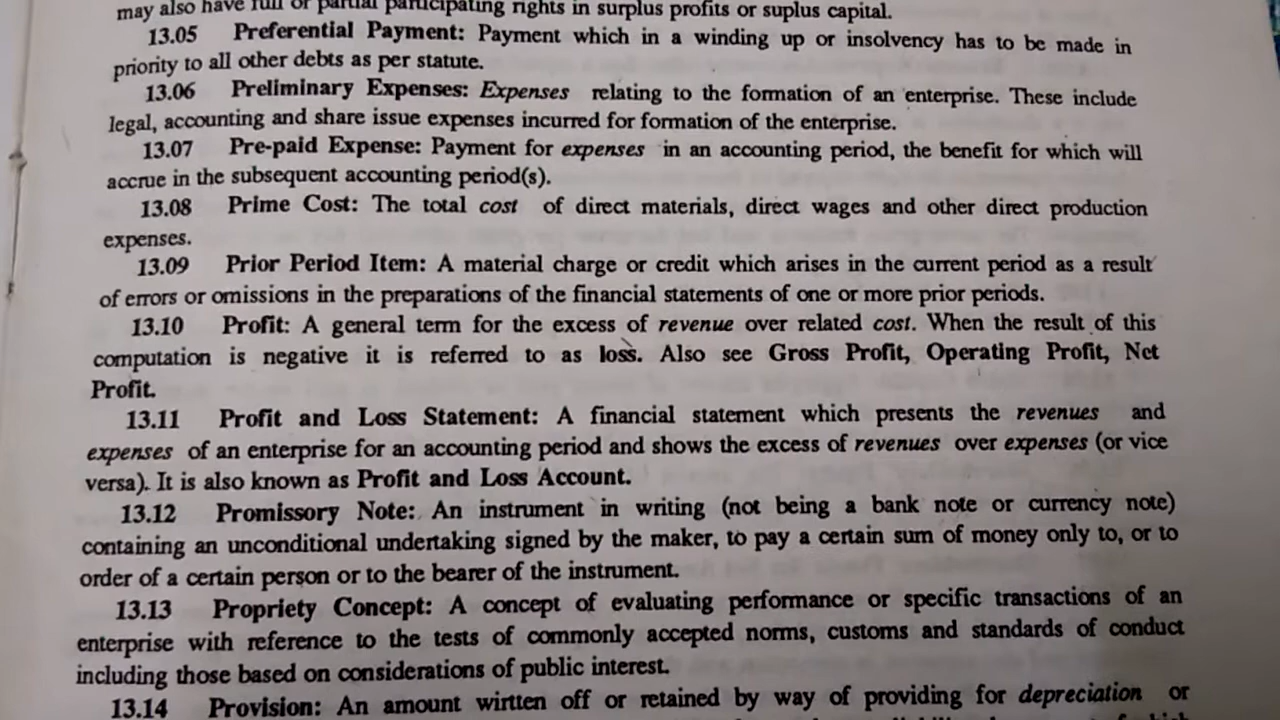 may also have full or partial participating rights in surplus profits or suplus capital.
13.05 Preferential Payment: Payment which in a winding up or insolvency has to be made in
priority to all other debts as per statute.
13.06 Preliminary Expenses: Expenses relating to the formation of an enterprise. These include
legal, accounting and share issue expenses incurred for formation of the enterprise.
13.07 Pre-paid Expense: Payment for expenses in an accounting period, the benefit for which will
accrue in the subsequent accounting period(s).
13.08 Prime Cost: The total cost of direct materials, direct wages and other direct production
expenses.
13.09 Prior Period Item: A material charge or credit which arises in the current period as a result
of errors or omissions in the preparations of the financial statements of one or more prior periods.
13.10 Profit: A general term for the excess of revenue over related cost. When the result of this
computation is negative it is referred to as loss. Also see Gross Profit, Operating Profit, Net
Profit.
13.11 Profit and Loss Statement: A financial statement which presents the revenues and
expenses of an enterprise for an accounting period and shows the excess of revenues over expenses (or vice
versa). It is also known as Profit and Loss Account.
13.12 Promissory Note: An instrument in writing (not being a bank note or currency note)
containing an unconditional undertaking signed by the maker, to pay a certain sum of money only to, or to
order of a certain person or to the bearer of the instrument.
13.13 Propriety Concept: A concept of evaluating performance or specific transactions of an
enterprise with reference to the tests of commonly accepted norms, customs and standards of conduct
including those based on considerations of public interest.
13.14 Provision: An amount wirtten off or retained by way of providing for depreciation or